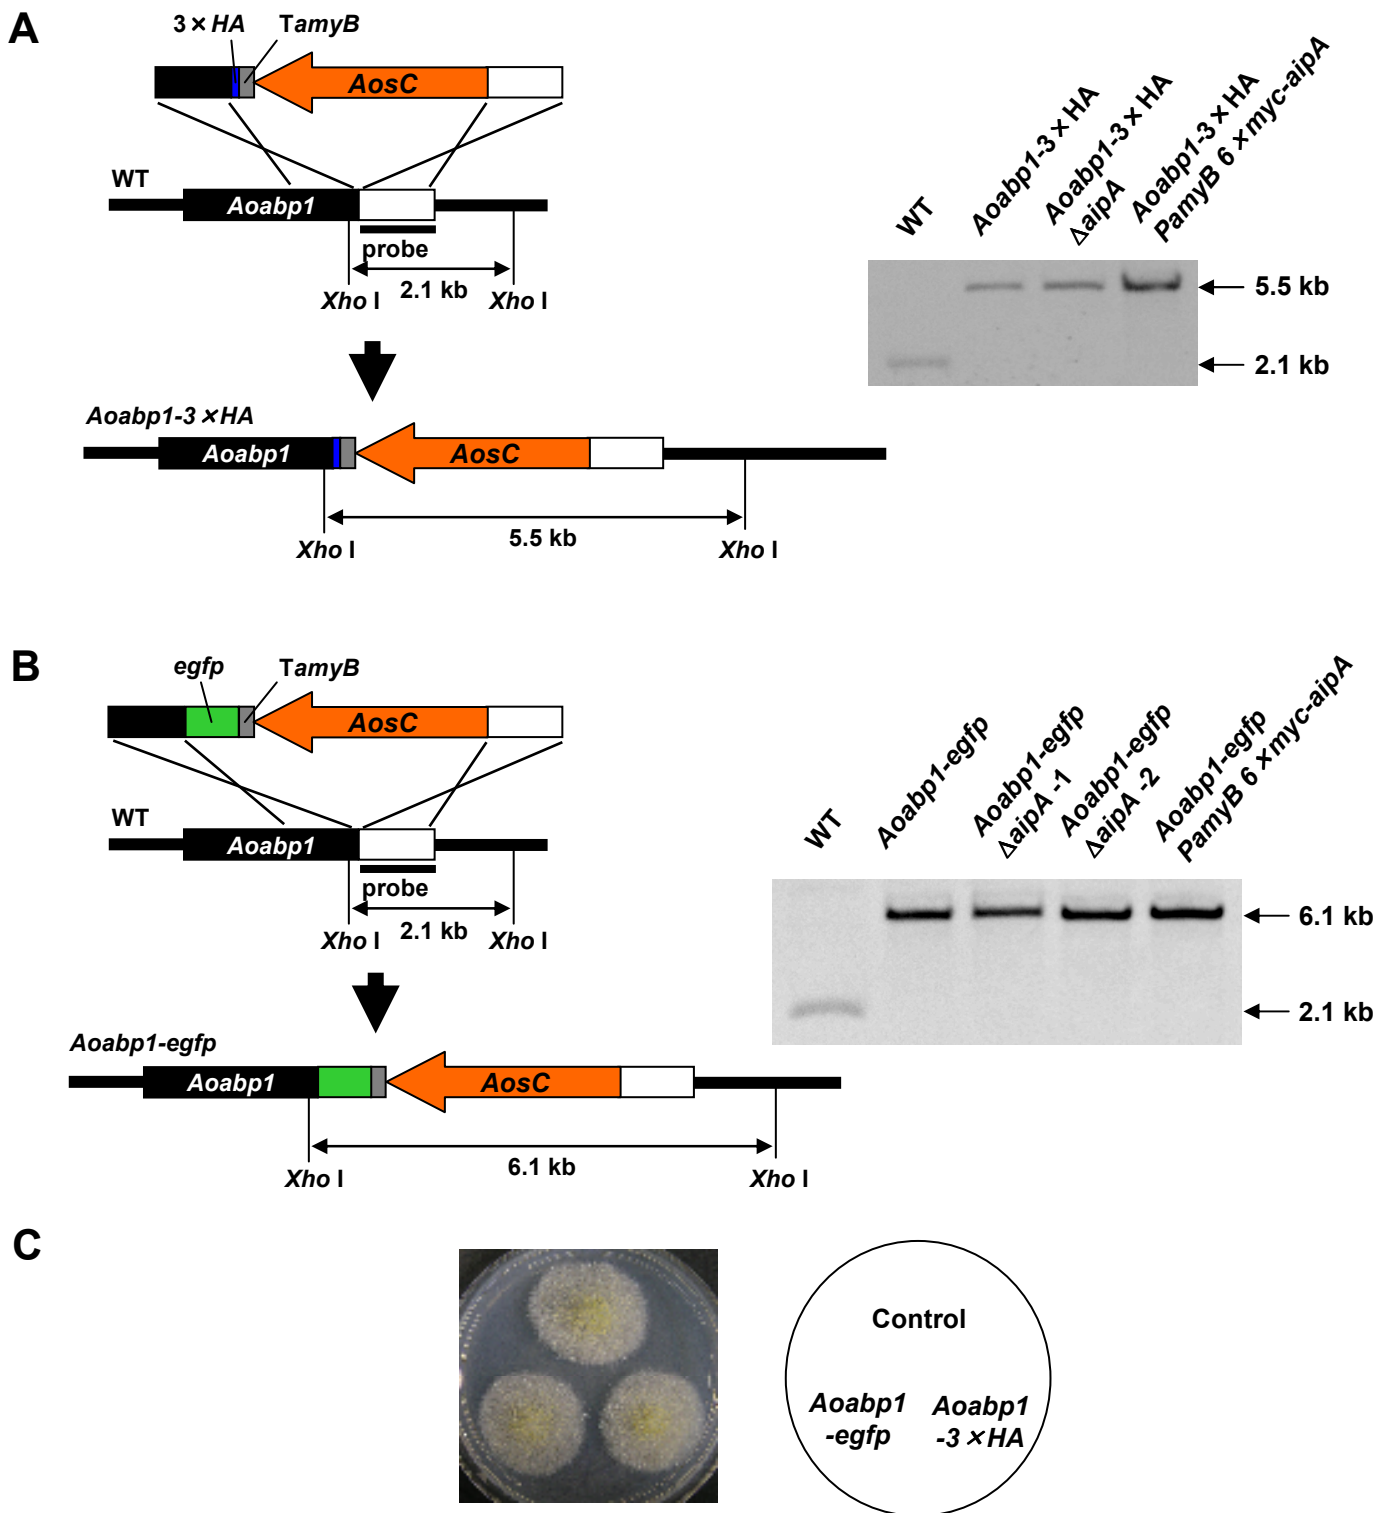 A
3×HA TamyB
AosC
WT
Aoabp1
probe
2.1 kb
Xho I Xho I
Aoabp1-3×HA
Aoabp1 AosC
5.5 kb
Xho I Xho I
WT
Aoabp1-3×HA
Aoabp1-3×HA
ΔaipA
Aoabp1-3×HA
PamyB 6×myc-aipA
5.5 kb
2.1 kb
B
egfp TamyB
AosC
WT
Aoabp1
probe
2.1 kb
Xho I Xho I
Aoabp1-egfp
Aoabp1 AosC
6.1 kb
Xho I Xho I
WT
Aoabp1-egfp
Aoabp1-egfp
ΔaipA -1
Aoabp1-egfp
ΔaipA -2
Aoabp1-egfp
PamyB 6×myc-aipA
6.1 kb
2.1 kb
C
Control
Aoabp1
-egfp
Aoabp1
-3×HA